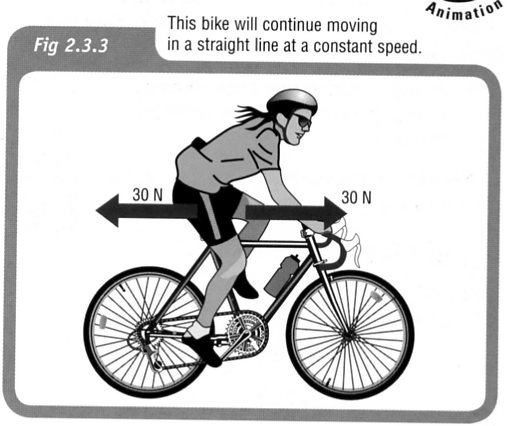 Animation
Fig 2.3.3
This bike will continue moving
in a straight line at a constant speed.
30 N
30 N